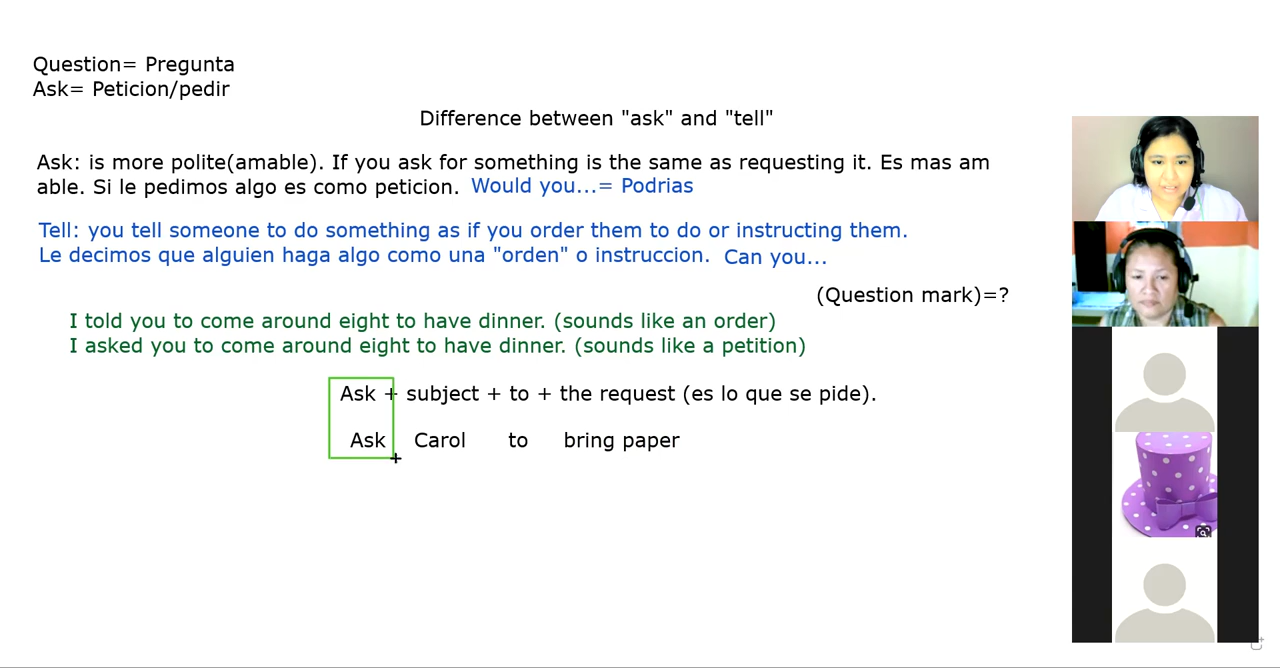 Question= Pregunta
Ask= Peticion/pedir
Difference between "ask" and "tell"
Ask: is more polite(amable). If you ask for something is the same as requesting it. Es mas am
able. Si le pedimos algo es como peticion. Would you...= Podrias
Tell: you tell someone to do something as if you order them to do or instructing them.
Le decimos que alguien haga algo como una "orden" o instruccion. Can you...
(Question mark)=?
I told you to come around eight to have dinner. (sounds like an order)
I asked you to come around eight to have dinner. (sounds like a petition)
Ask + subject + to + the request (es lo que se pide).
Ask Carol to bring paper